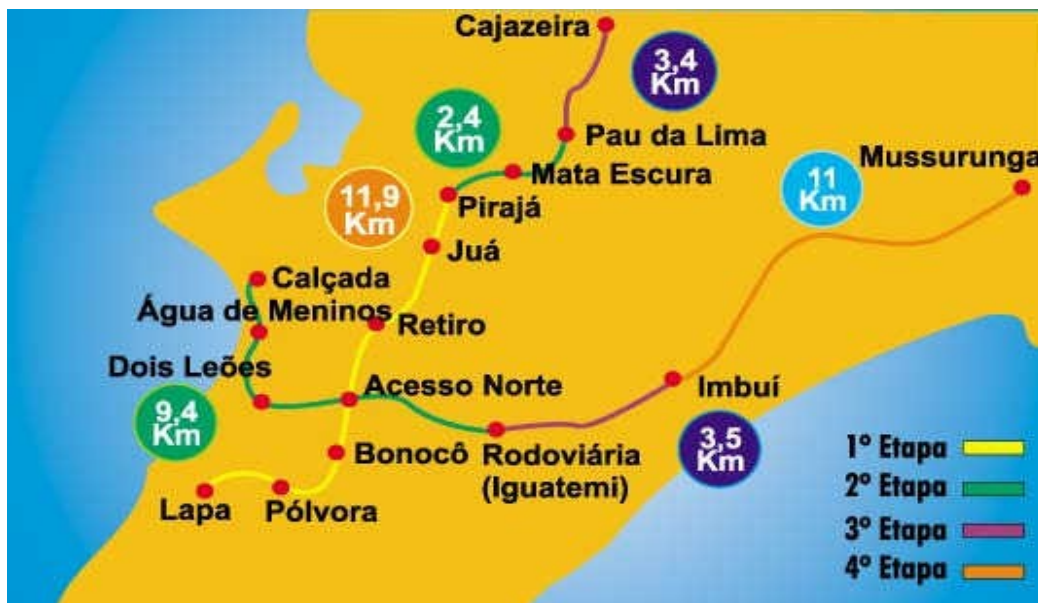 Cajazeira
3,4
Km
2,4
Km
Pau da Lima
Mussurunga
Mata Escura
11
Km
11,9
Km
Pirajá
Juá
Calçada
Água de Meninos
Retiro
Dois Leões
Acesso Norte
Imbuí
9,4
Km
3,5
Km
Bonocô
Rodoviária
(Iguatemi)
Lapa
Pólvora
1º Etapa
2º Etapa
3º Etapa
4º Etapa